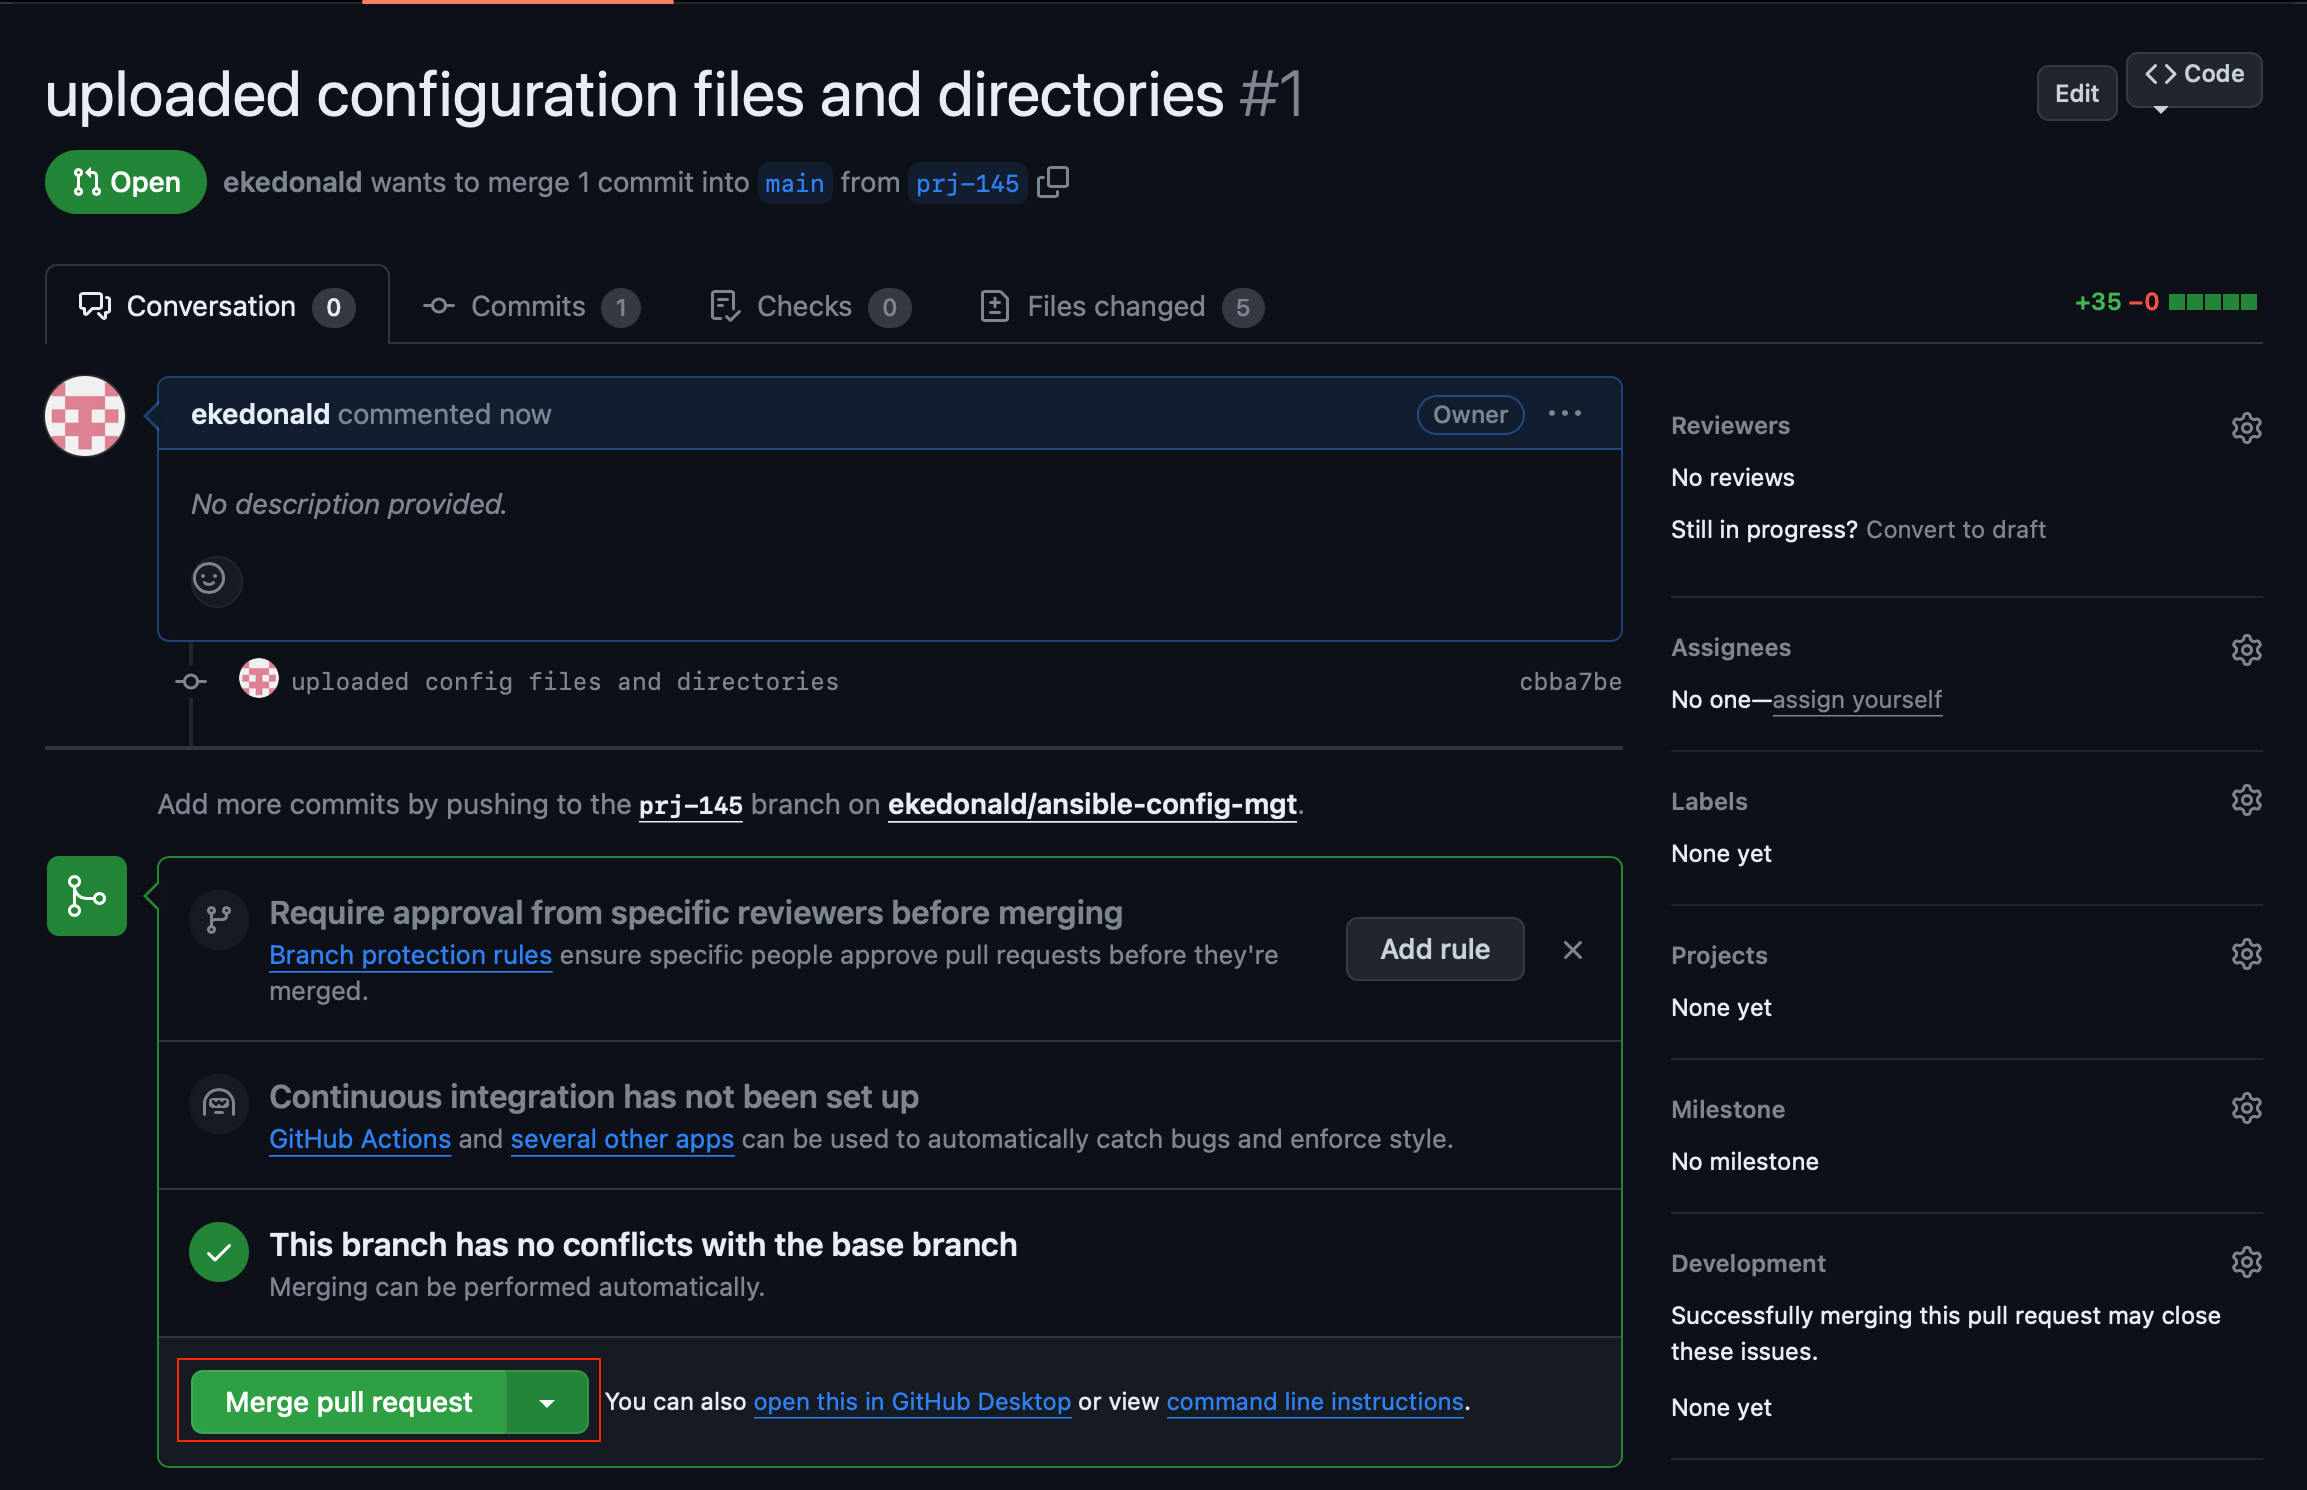 uploaded configuration files and directories #1
Edit
<> Code
Open
ekedonald wants to merge 1 commit into main from prj-145
Conversation 0
Commits 1
Checks 0
Files changed 5
+35 −0
ekedonald commented now
Owner
No description provided.
uploaded config files and directories
cbba7be
Add more commits by pushing to the prj-145 branch on ekedonald/ansible-config-mgt.
Require approval from specific reviewers before merging
Branch protection rules ensure specific people approve pull requests before they're
merged.
Add rule
Continuous integration has not been set up
GitHub Actions and several other apps can be used to automatically catch bugs and enforce style.
This branch has no conflicts with the base branch
Merging can be performed automatically.
Merge pull request
You can also open this in GitHub Desktop or view command line instructions.
Reviewers
No reviews
Still in progress? Convert to draft
Assignees
No one—assign yourself
Labels
None yet
Projects
None yet
Milestone
No milestone
Development
Successfully merging this pull request may close
these issues.
None yet